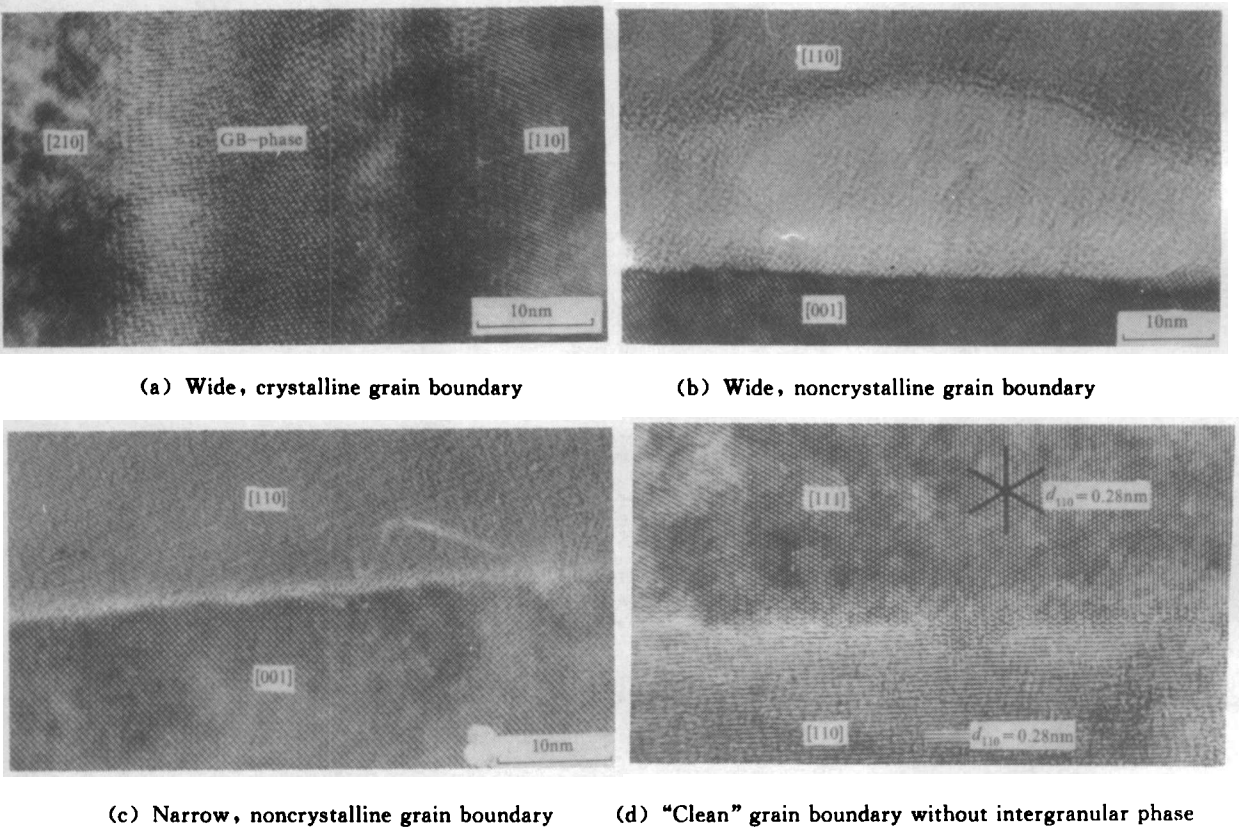 [210]
GB-phase
[110]
10nm
[110]
[001]
10nm
(a) Wide, crystalline grain boundary
(b) Wide, noncrystalline grain boundary
[110]
[001]
10nm
[111]
d₁₁₀=0.28nm
[110]
d₁₁₀=0.28nm
(c) Narrow, noncrystalline grain boundary
(d) “Clean” grain boundary without intergranular phase